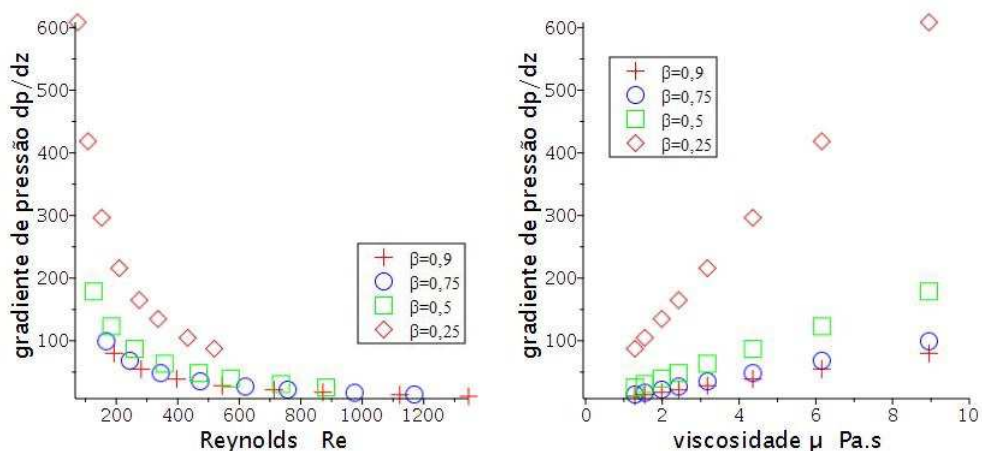 gradiente de pressão dp/dz
600
500
400
300
200
100
200 400 600 800 1000 1200
Reynolds Re
β=0,9
β=0,75
β=0,5
β=0,25
gradiente de pressão dp/dz
600
500
400
300
200
100
0 2 4 6 8 10
viscosidade μ Pa.s
β=0,9
β=0,75
β=0,5
β=0,25